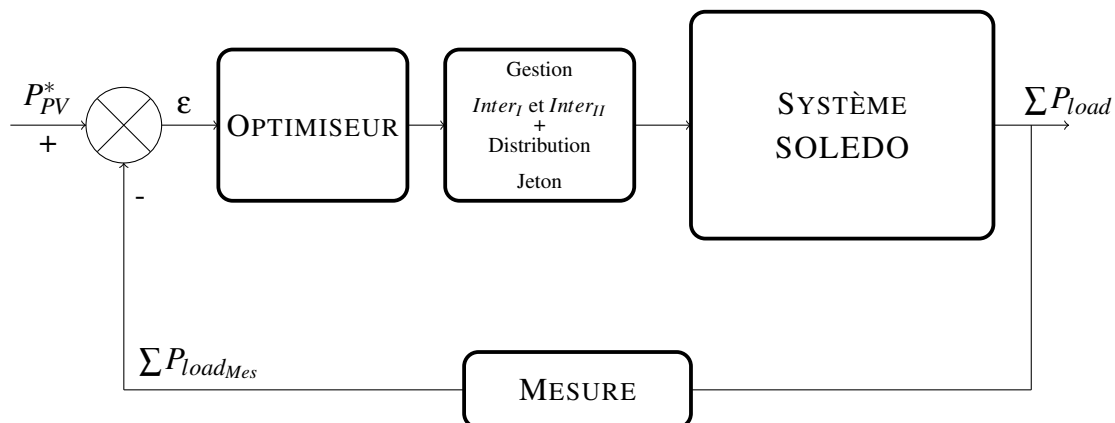 P*PV
+
-
ε
OPTIMISEUR
Gestion
InterI et InterII
+
Distribution
Jeton
SYSTÈME
SOLEDO
∑Pload
∑PloadMes
MESURE